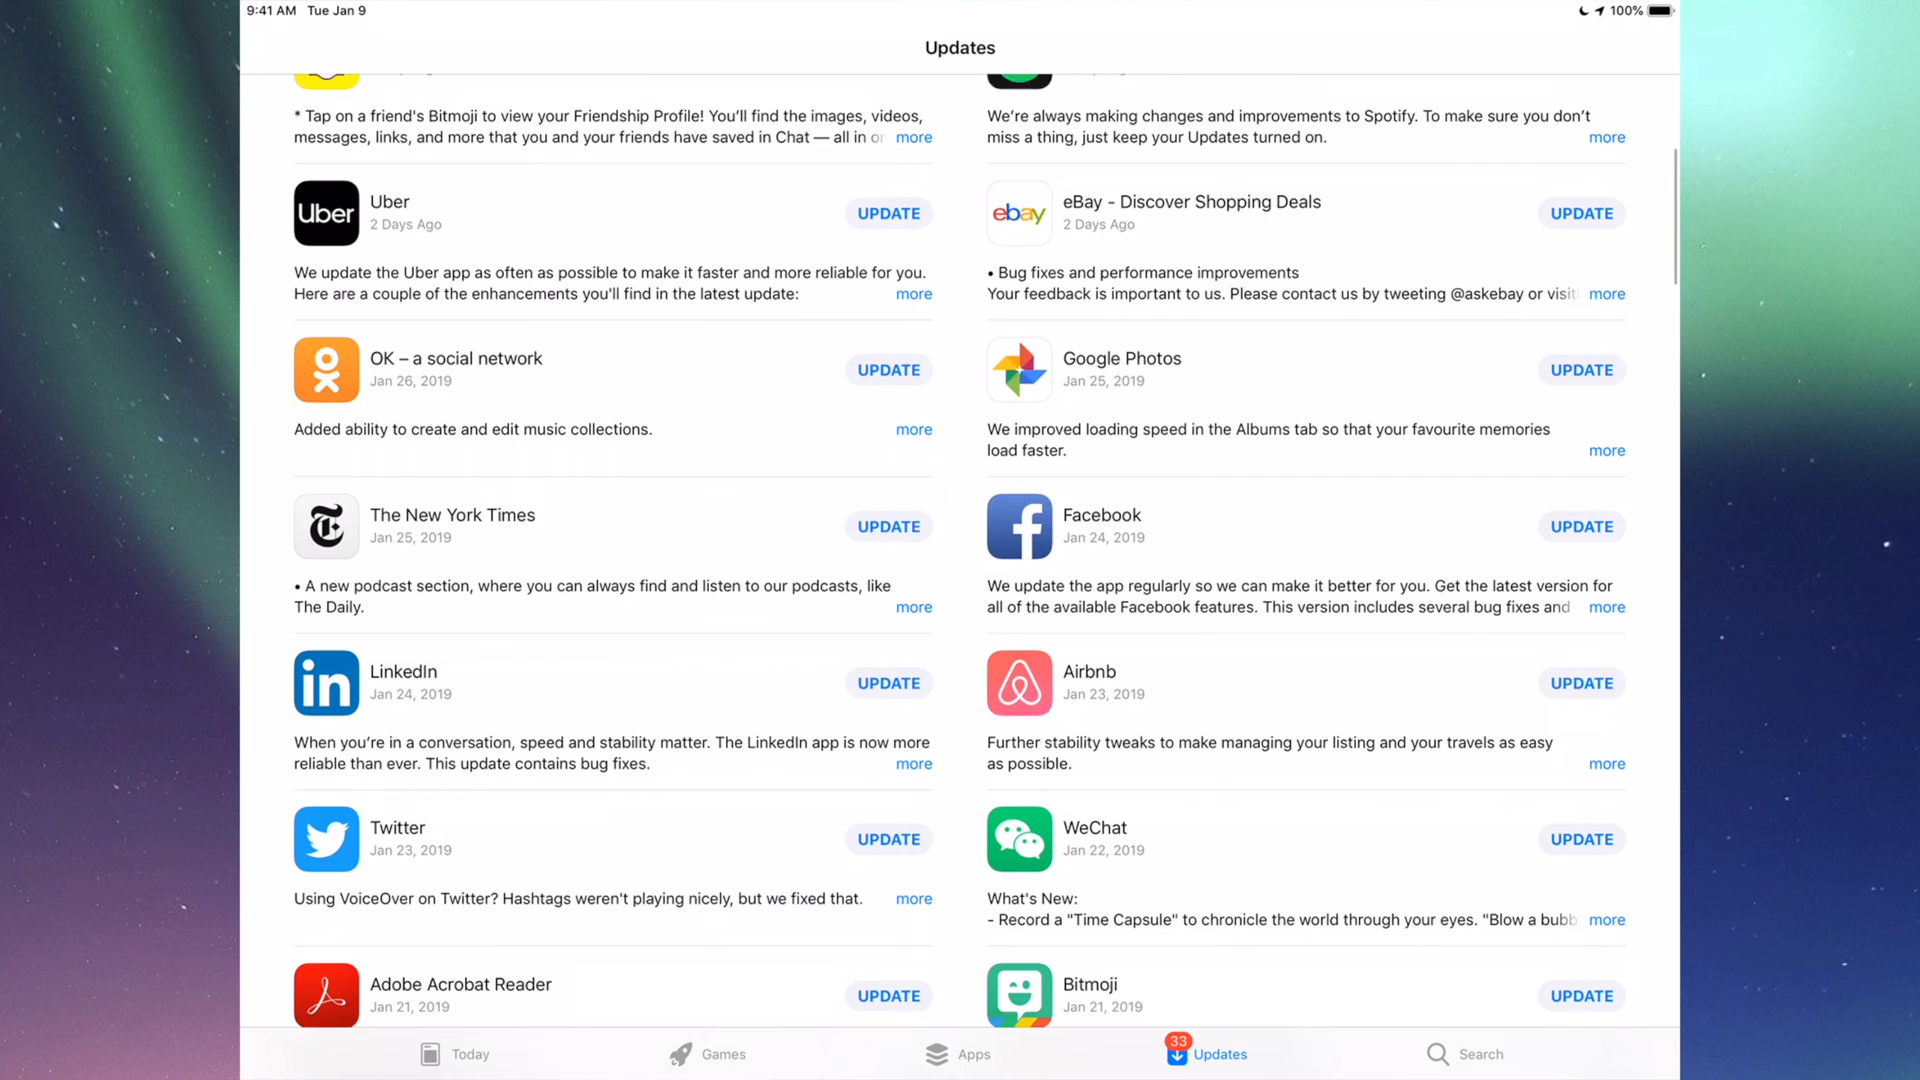 9:41 AM Tue Jan 9
100%
Updates
* Tap on a friend's Bitmoji to view your Friendship Profile! You'll find the images, videos,
messages, links, and more that you and your friends have saved in Chat — all in or more
We're always making changes and improvements to Spotify. To make sure you don't
miss a thing, just keep your Updates turned on. more
Uber
Uber
2 Days Ago
UPDATE
We update the Uber app as often as possible to make it faster and more reliable for you.
Here are a couple of the enhancements you'll find in the latest update: more
ebay
eBay - Discover Shopping Deals
2 Days Ago
UPDATE
• Bug fixes and performance improvements
Your feedback is important to us. Please contact us by tweeting @askebay or visit more
OK – a social network
Jan 26, 2019
UPDATE
Added ability to create and edit music collections. more
Google Photos
Jan 25, 2019
UPDATE
We improved loading speed in the Albums tab so that your favourite memories
load faster. more
The New York Times
Jan 25, 2019
UPDATE
• A new podcast section, where you can always find and listen to our podcasts, like
The Daily. more
Facebook
Jan 24, 2019
UPDATE
We update the app regularly so we can make it better for you. Get the latest version for
all of the available Facebook features. This version includes several bug fixes and more
in
LinkedIn
Jan 24, 2019
UPDATE
When you're in a conversation, speed and stability matter. The LinkedIn app is now more
reliable than ever. This update contains bug fixes. more
Airbnb
Jan 23, 2019
UPDATE
Further stability tweaks to make managing your listing and your travels as easy
as possible. more
Twitter
Jan 23, 2019
UPDATE
Using VoiceOver on Twitter? Hashtags weren't playing nicely, but we fixed that. more
WeChat
Jan 22, 2019
UPDATE
What's New:
- Record a "Time Capsule" to chronicle the world through your eyes. "Blow a bubb more
Adobe Acrobat Reader
Jan 21, 2019
UPDATE
Bitmoji
Jan 21, 2019
UPDATE
Today
Games
Apps
33
Updates
Search